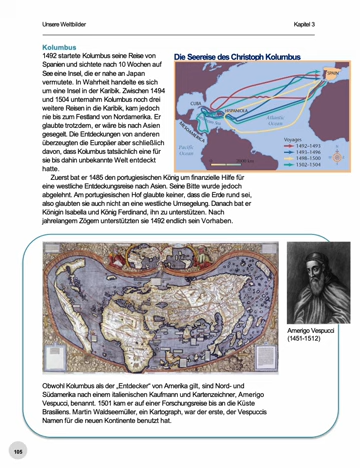 Unsere Weltbilder
Kapitel 3
Kolumbus
1492 startete Kolumbus seine Reise von
Spanien und sichtete nach 10 Wochen auf
See eine Insel, die er nahe an Japan
vermutete. In Wahrheit handelte es sich
um eine Insel in der Karibik. Zwischen 1494
und 1504 unternahm Kolumbus noch drei
weitere Reisen in die Karibik, kam jedoch
nie bis zum Festland von Nordamerika. Er
glaubte trotzdem, er wäre bis nach Asien
gesegelt. Die Entdeckungen von anderen
überzeugten die Europäer aber schließlich
davon, dass Kolumbus tatsächlich eine für
sie bis dahin unbekannte Welt entdeckt
hatte.
Die Seereise des Christoph Kolumbus
SPAIN
CUBA
HISPANIOLA
Atlantic
Ocean
Pacific
Ocean
Voyages
1492-1493
1493-1496
1498-1500
1502-1504
Zuerst bat er 1485 den portugiesischen König um finanzielle Hilfe für
eine westliche Entdeckungsreise nach Asien. Seine Bitte wurde jedoch
abgelehnt. Am portugiesischen Hof glaubte keiner, dass die Erde rund sei,
also glaubten sie auch nicht an eine westliche Umsegelung. Danach bat er
Königin Isabella und König Ferdinand, ihn zu unterstützen. Nach
jahrelangem Zögern unterstützten sie 1492 endlich sein Vorhaben.
Amerigo Vespucci
(1451-1512)
Obwohl Kolumbus als der „Entdecker“ von Amerika gilt, sind Nord- und
Südamerika nach einem italienischen Kaufmann und Kartenzeichner, Amerigo
Vespucci, benannt. 1501 kam er auf einer Forschungsreise bis an die Küste
Brasiliens. Martin Waldseemüller, ein Kartograph, war der erste, der Vespuccis
Namen für die neuen Kontinente benutzt hat.
105